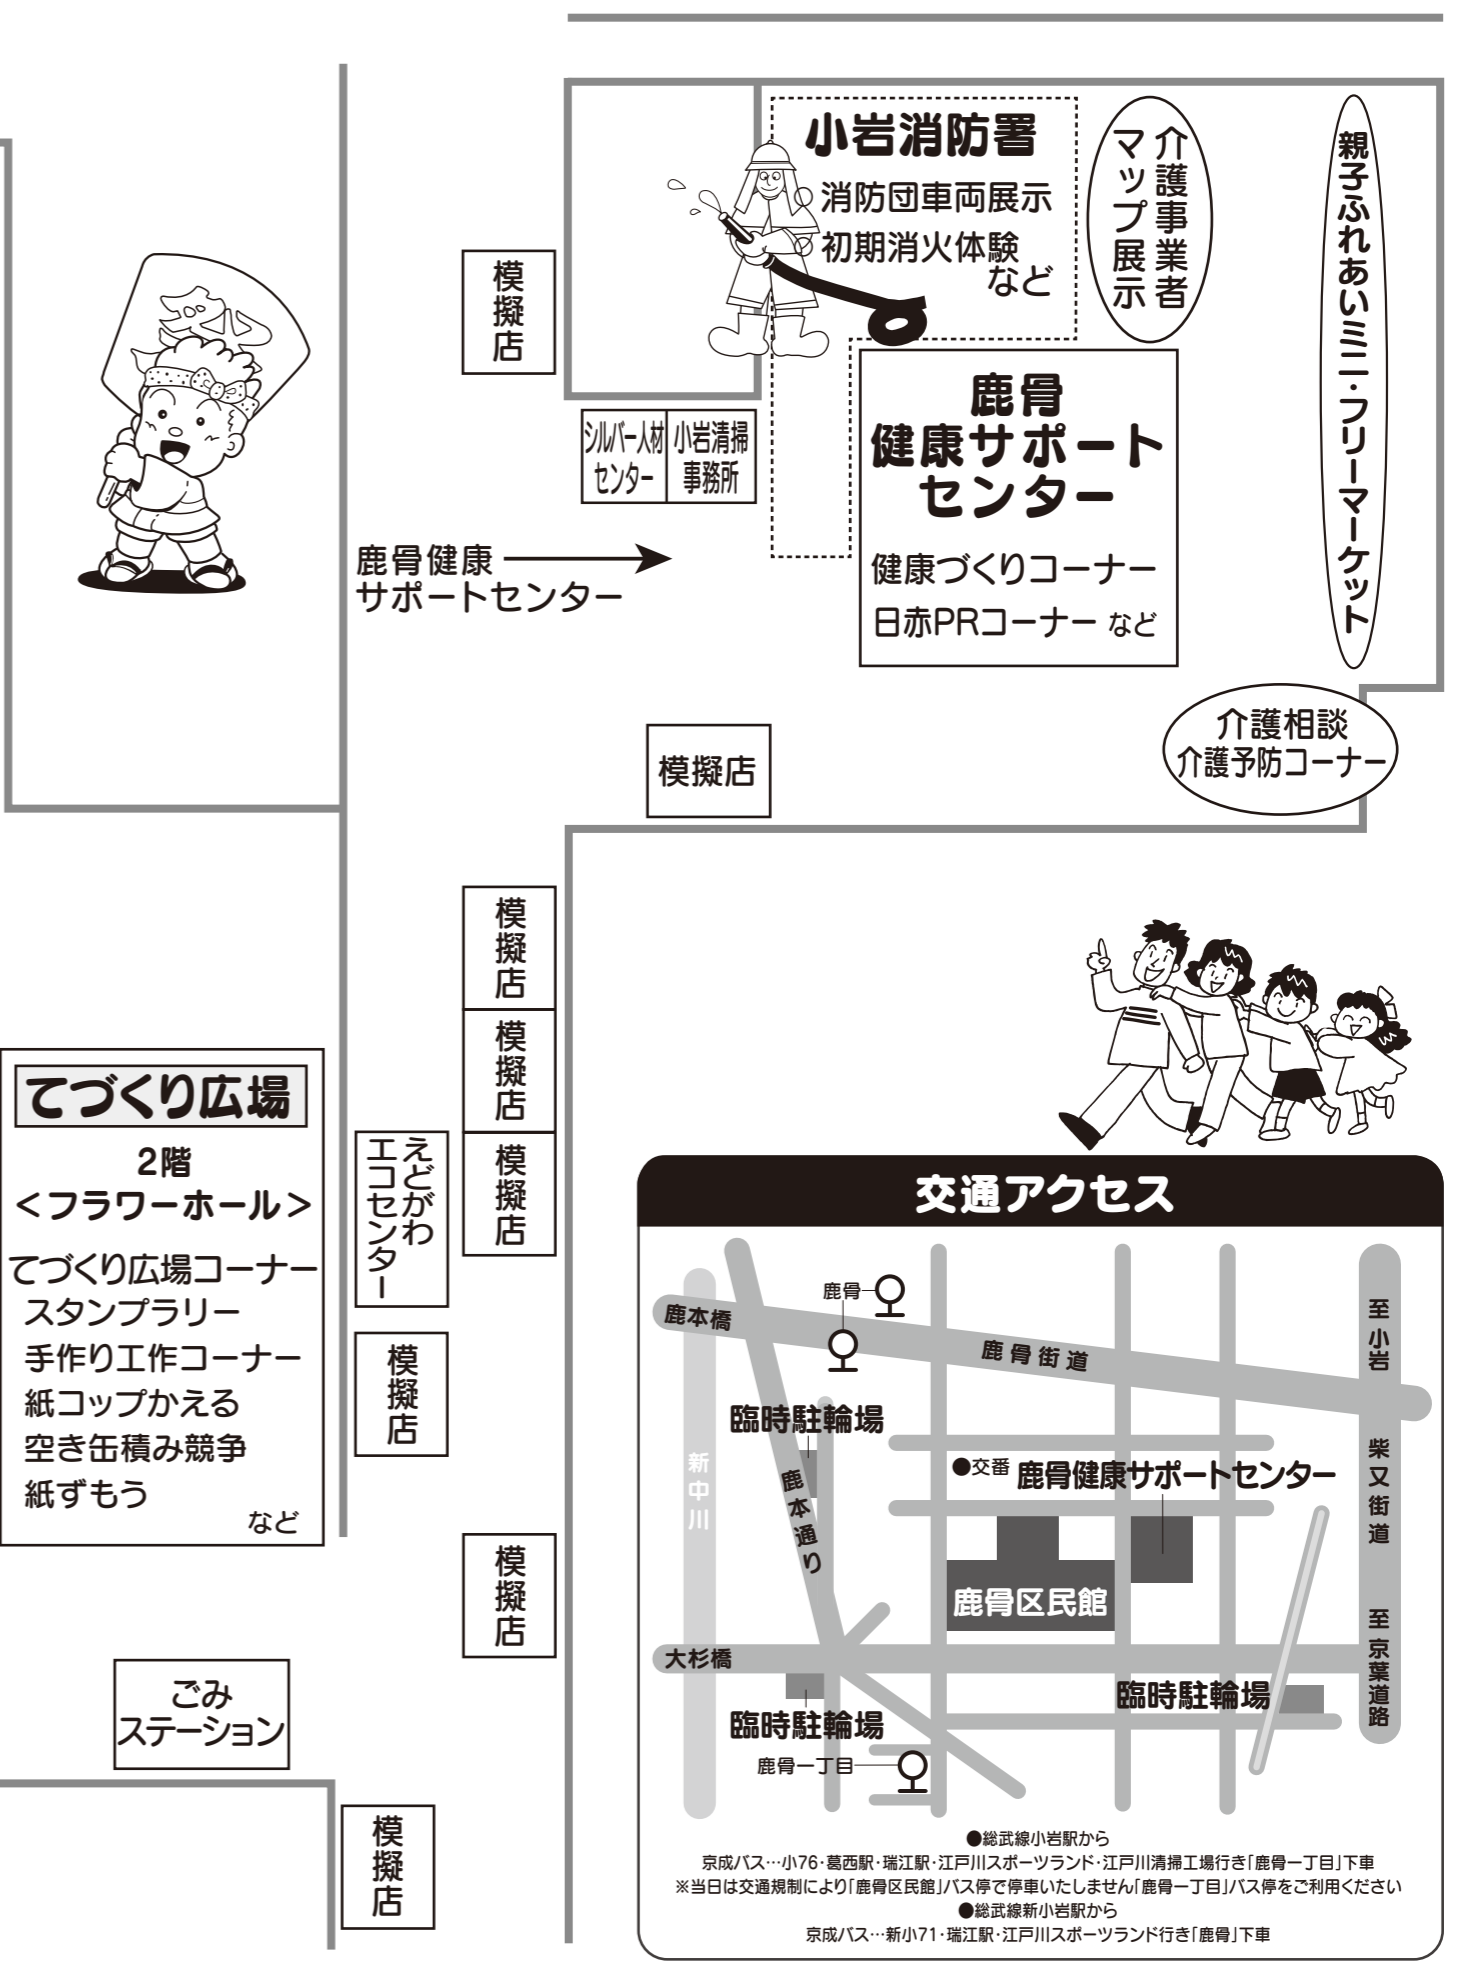 小岩消防署
○消防団車両展示
○初期消火体験
など
介護事業者
マップ展示
親子ふれあいミニ・フリーマーケット
模擬店
シルバー人材
センター
小岩清掃
事務所
鹿骨
健康サポート
センター
健康づくりコーナー
日赤PRコーナー など
鹿骨健康
サポートセンター
介護相談
介護予防コーナー
模擬店
模擬店
模擬店
模擬店
てづくり広場
2階
<フラワーホール>
てづくり広場コーナー
スタンプラリー
手作り工作コーナー
紙コップかえる
空き缶積み競争
紙ずもう
など
えどがわ
エコセンター
模擬店
模擬店
ごみ
ステーション
模擬店
交通アクセス
鹿骨
鹿本橋
鹿骨街道
至小岩
臨時駐輪場
新中川
鹿本通り
●交番
鹿骨健康サポートセンター
柴又街道
鹿骨区民館
至京葉道路
大杉橋
臨時駐輪場
臨時駐輪場
鹿骨一丁目
●総武線小岩駅から
京成バス…小76・葛西駅・瑞江駅・江戸川スポーツランド・江戸川清掃工場行き「鹿骨一丁目」下車
※当日は交通規制により「鹿骨区民館」バス停で停車いたしません「鹿骨一丁目」バス停をご利用ください
●総武線新小岩駅から
京成バス…新小71・瑞江駅・江戸川スポーツランド行き「鹿骨」下車